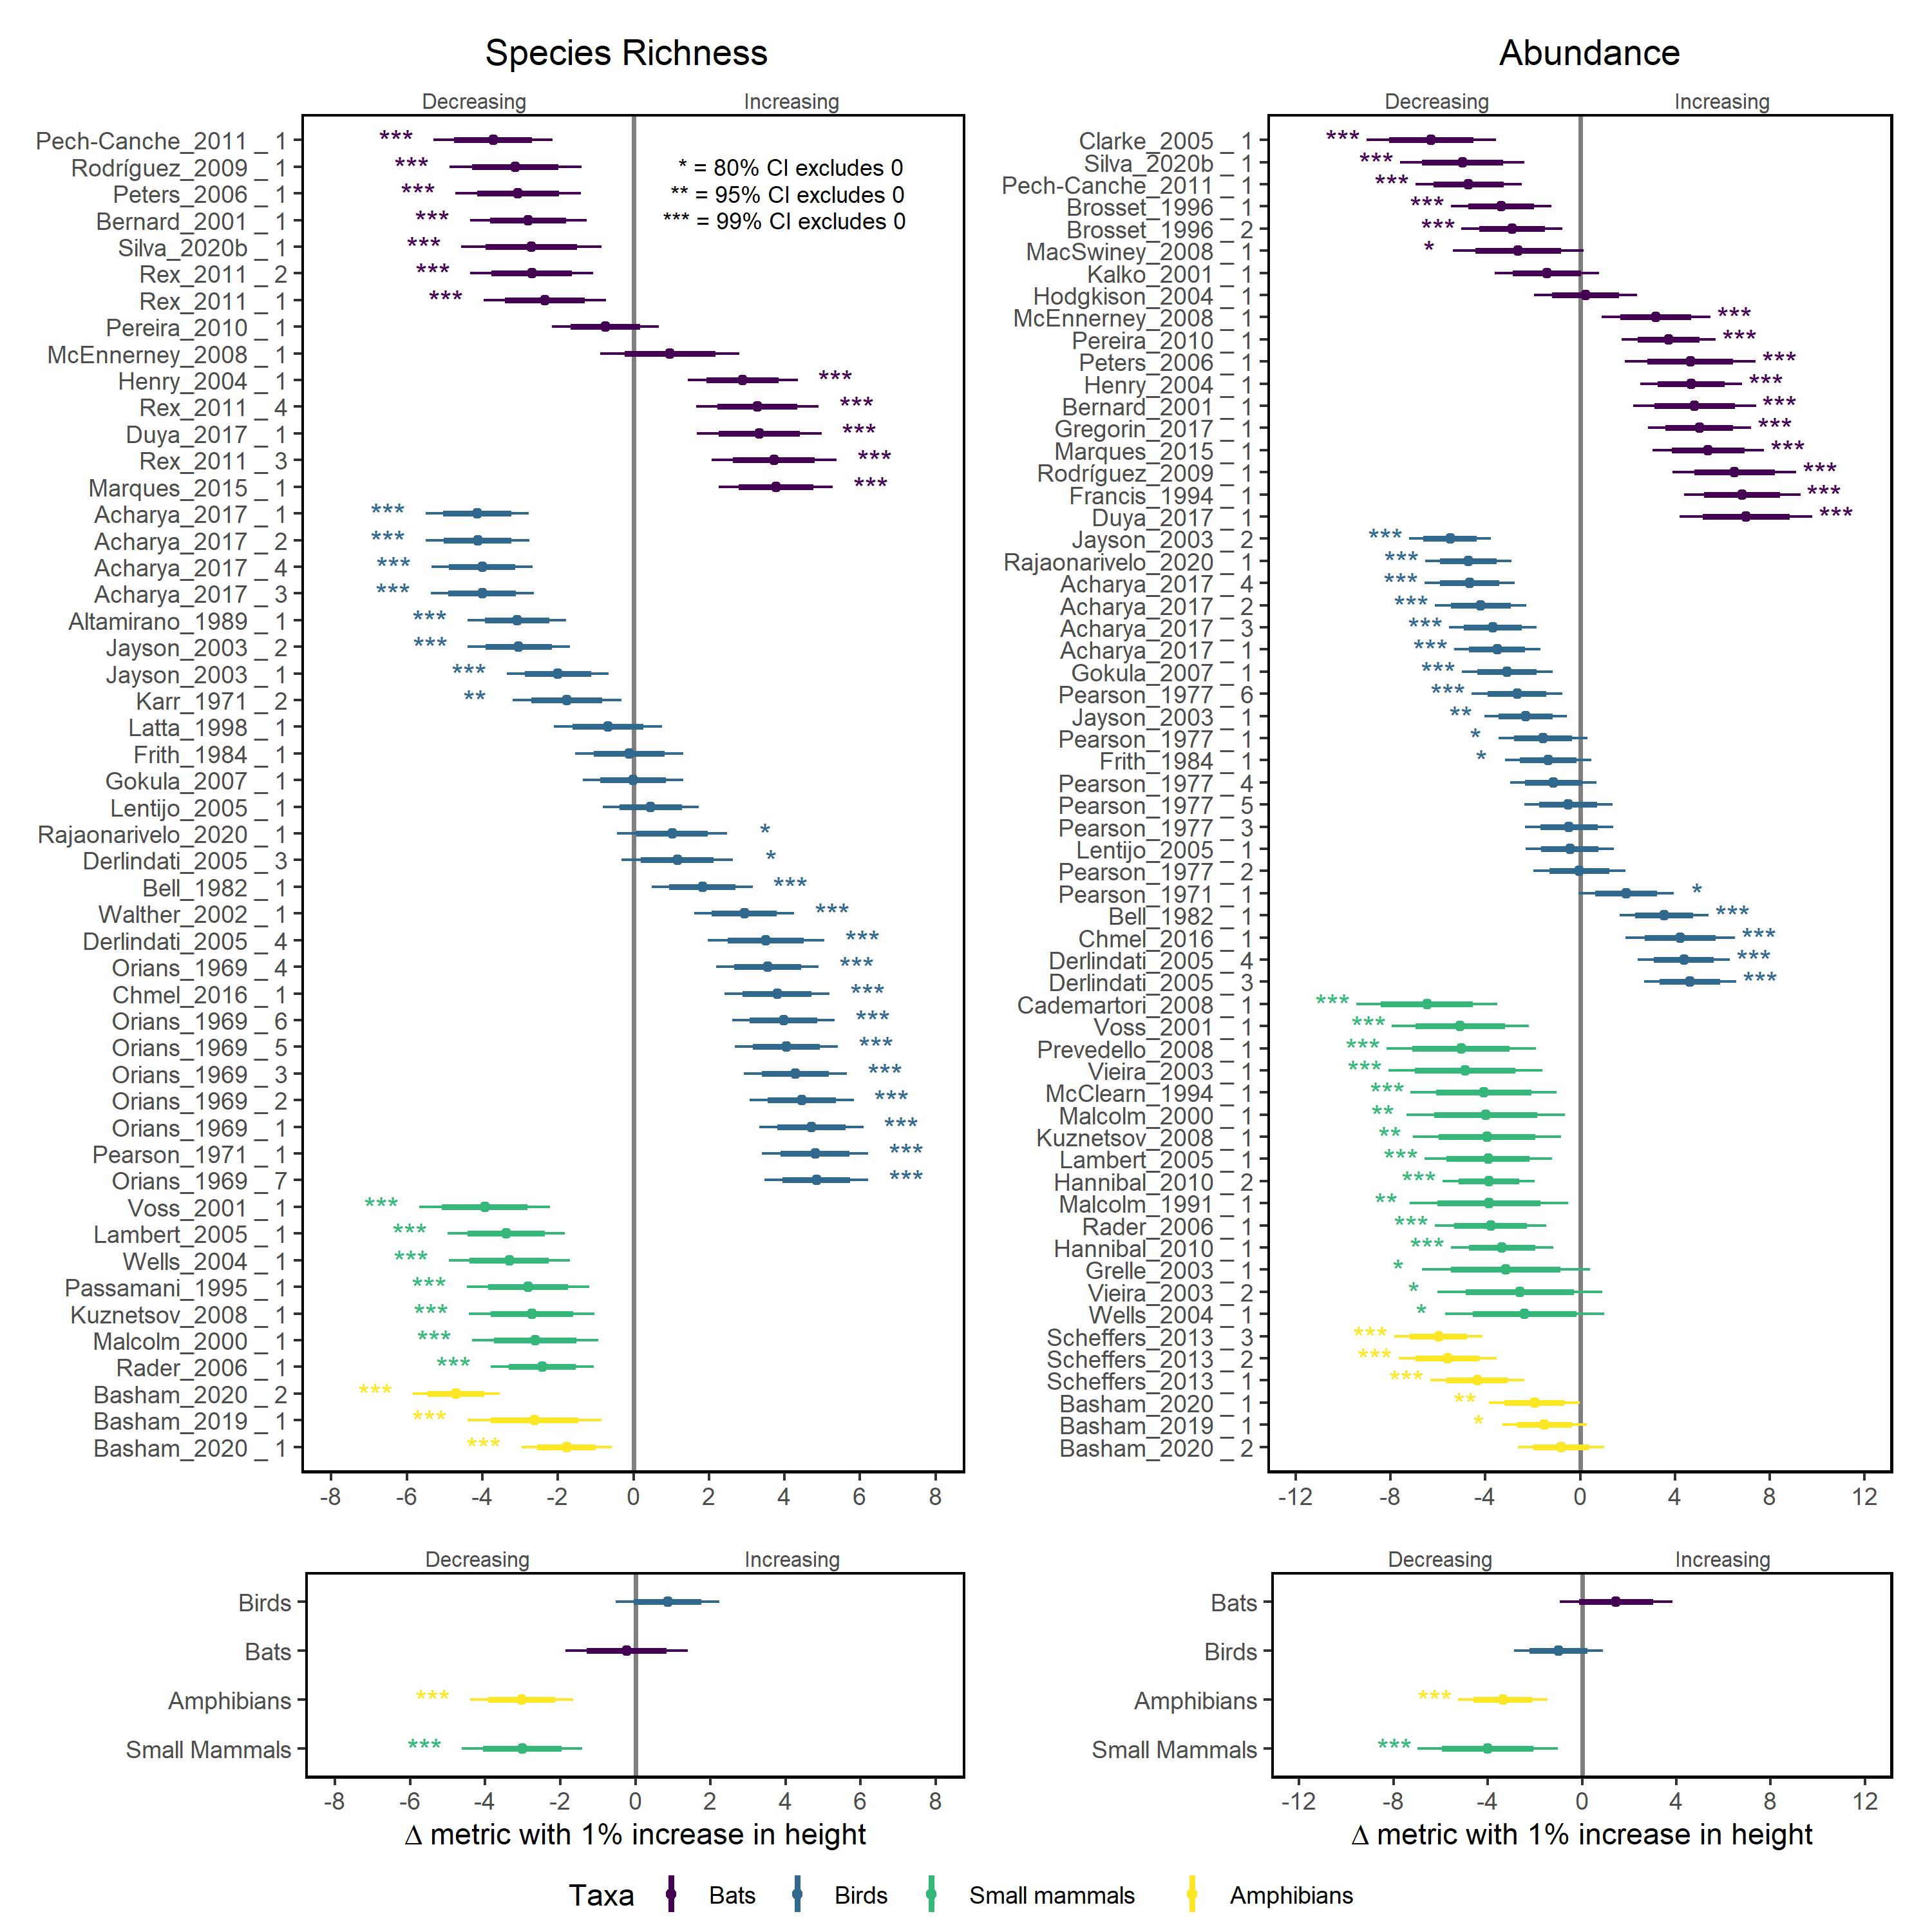 Species Richness
Decreasing Increasing
Pech-Canche_2011 _ 1 ***
Rodríguez_2009 _ 1 ***
Peters_2006 _ 1 ***
Bernard_2001 _ 1 ***
Silva_2020b _ 1 ***
Rex_2011 _ 2 ***
Rex_2011 _ 1 ***
Pereira_2010 _ 1
McEnnerney_2008 _ 1
Henry_2004 _ 1 ***
Rex_2011 _ 4 ***
Duya_2017 _ 1 ***
Rex_2011 _ 3 ***
Marques_2015 _ 1 ***
Acharya_2017 _ 1 ***
Acharya_2017 _ 2 ***
Acharya_2017 _ 4 ***
Acharya_2017 _ 3 ***
Altamirano_1989 _ 1 ***
Jayson_2003 _ 2 ***
Jayson_2003 _ 1 ***
Karr_1971 _ 2 **
Latta_1998 _ 1
Frith_1984 _ 1
Gokula_2007 _ 1
Lentijo_2005 _ 1
Rajaonarivelo_2020 _ 1 *
Derlindati_2005 _ 3 *
Bell_1982 _ 1 ***
Walther_2002 _ 1 ***
Derlindati_2005 _ 4 ***
Orians_1969 _ 4 ***
Chmel_2016 _ 1 ***
Orians_1969 _ 6 ***
Orians_1969 _ 5 ***
Orians_1969 _ 3 ***
Orians_1969 _ 2 ***
Orians_1969 _ 1 ***
Pearson_1971 _ 1 ***
Orians_1969 _ 7 ***
Voss_2001 _ 1 ***
Lambert_2005 _ 1 ***
Wells_2004 _ 1 ***
Passamani_1995 _ 1 ***
Kuznetsov_2008 _ 1 ***
Malcolm_2000 _ 1 ***
Rader_2006 _ 1 ***
Basham_2020 _ 2 ***
Basham_2019 _ 1 ***
Basham_2020 _ 1 ***
* = 80% CI excludes 0
** = 95% CI excludes 0
*** = 99% CI excludes 0
-8 -6 -4 -2 0 2 4 6 8
Abundance
Decreasing Increasing
Clarke_2005 _ 1 ***
Silva_2020b _ 1 ***
Pech-Canche_2011 _ 1 ***
Brosset_1996 _ 1 ***
Brosset_1996 _ 2 ***
MacSwiney_2008 _ 1 *
Kalko_2001 _ 1
Hodgkison_2004 _ 1
McEnnerney_2008 _ 1 ***
Pereira_2010 _ 1 ***
Peters_2006 _ 1 ***
Henry_2004 _ 1 ***
Bernard_2001 _ 1 ***
Gregorin_2017 _ 1 ***
Marques_2015 _ 1 ***
Rodríguez_2009 _ 1 ***
Francis_1994 _ 1 ***
Duya_2017 _ 1 ***
Jayson_2003 _ 2 ***
Rajaonarivelo_2020 _ 1 ***
Acharya_2017 _ 4 ***
Acharya_2017 _ 2 ***
Acharya_2017 _ 3 ***
Acharya_2017 _ 1 ***
Gokula_2007 _ 1 ***
Pearson_1977 _ 6 ***
Jayson_2003 _ 1 **
Pearson_1977 _ 1 *
Frith_1984 _ 1 *
Pearson_1977 _ 4
Pearson_1977 _ 5
Pearson_1977 _ 3
Lentijo_2005 _ 1
Pearson_1977 _ 2
Pearson_1971 _ 1 *
Bell_1982 _ 1 ***
Chmel_2016 _ 1 ***
Derlindati_2005 _ 4 ***
Derlindati_2005 _ 3 ***
Cademartori_2008 _ 1 ***
Voss_2001 _ 1 ***
Prevedello_2008 _ 1 ***
Vieira_2003 _ 1 ***
McClearn_1994 _ 1 ***
Malcolm_2000 _ 1 **
Kuznetsov_2008 _ 1 **
Lambert_2005 _ 1 ***
Hannibal_2010 _ 2 ***
Malcolm_1991 _ 1 **
Rader_2006 _ 1 ***
Hannibal_2010 _ 1 ***
Grelle_2003 _ 1 *
Vieira_2003 _ 2 *
Wells_2004 _ 1 *
Scheffers_2013 _ 3 ***
Scheffers_2013 _ 2 ***
Scheffers_2013 _ 1 ***
Basham_2020 _ 1 **
Basham_2019 _ 1 *
Basham_2020 _ 2
-12 -8 -4 0 4 8 12
Decreasing Increasing
Birds
Bats
Amphibians ***
Small Mammals ***
-8 -6 -4 -2 0 2 4 6 8
Δ metric with 1% increase in height
Decreasing Increasing
Bats
Birds
Amphibians ***
Small Mammals ***
-12 -8 -4 0 4 8 12
Δ metric with 1% increase in height
Taxa Bats Birds Small mammals Amphibians